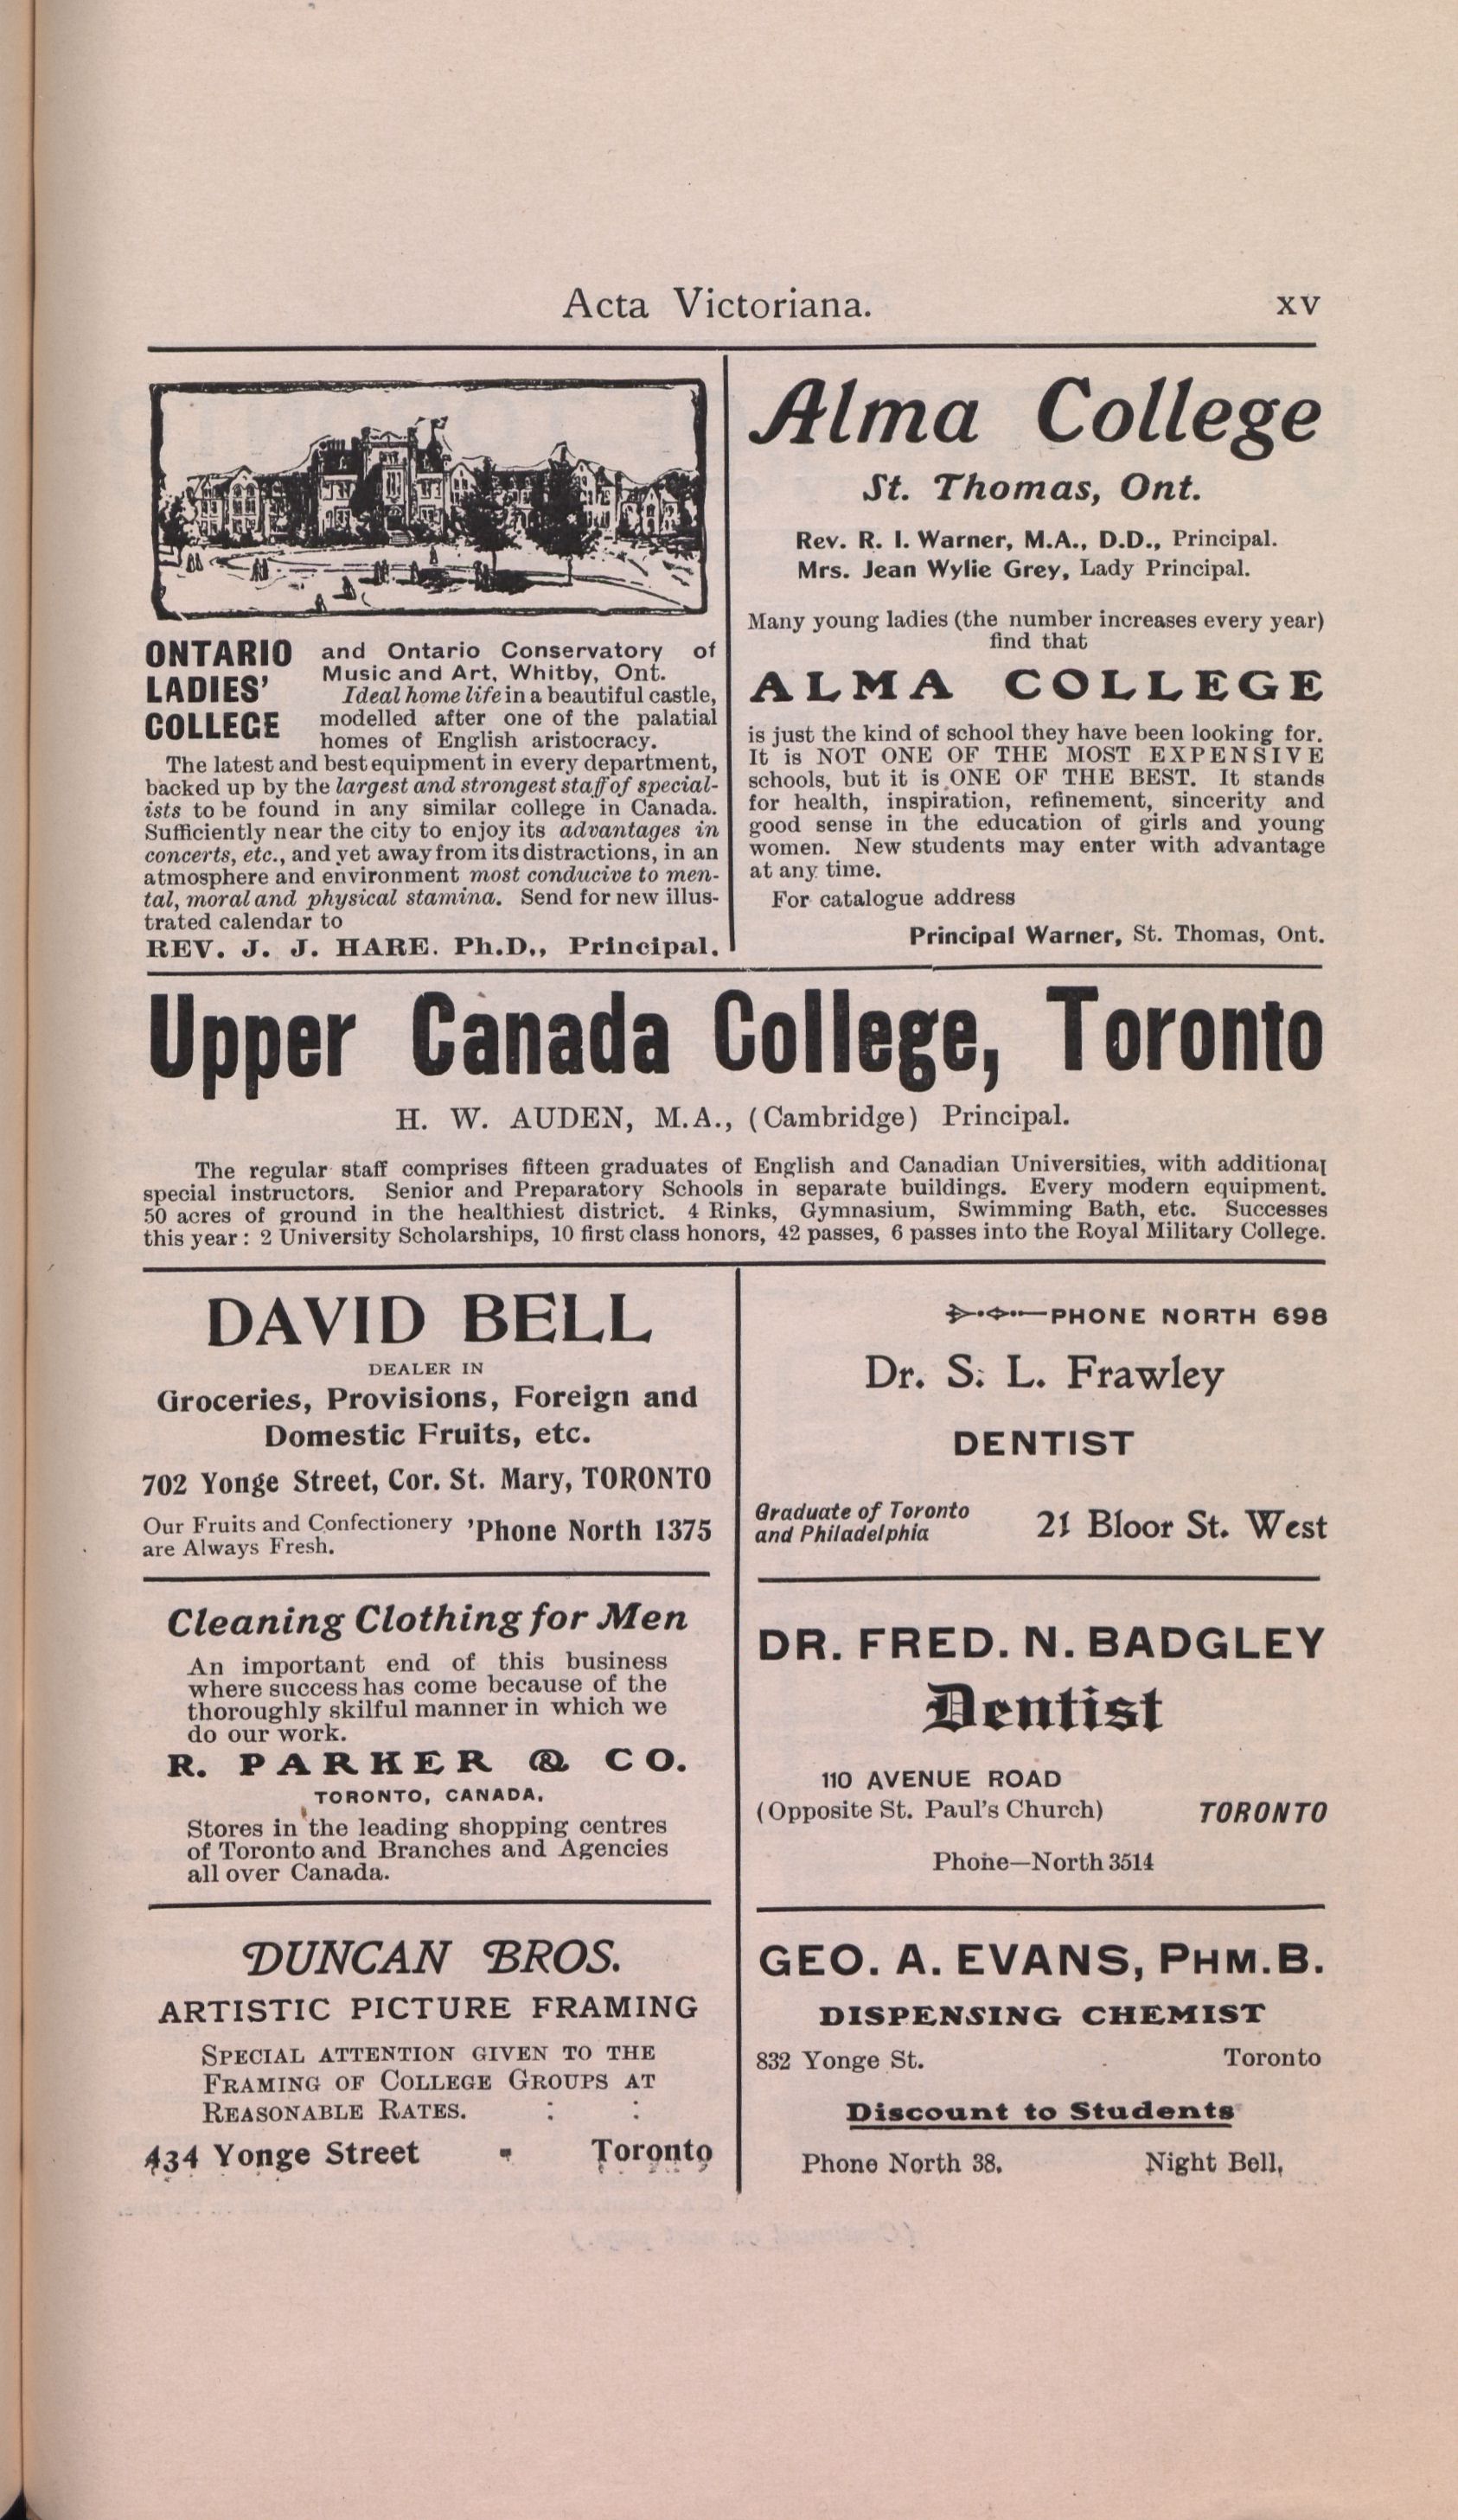 Acta Victoriana.
xv
ONTARIO LADIES' COLLEGE
and Ontario Conservatory of
Music and Art, Whitby, Ont.
Ideal home life in a beautiful castle,
modelled after one of the palatial
homes of English aristocracy.
The latest and best equipment in every department,
backed up by the largest and strongest staff of special-
ists to be found in any similar college in Canada.
Sufficiently near the city to enjoy its advantages in
concerts, etc., and yet away from its distractions, in an
atmosphere and environment most conducive to men-
tal, moral and physical stamina. Send for new illus-
trated calendar to
REV. J. J. HARE. Ph.D., Principal.
Alma College
St. Thomas, Ont.
Rev. R. I. Warner, M.A., D.D., Principal.
Mrs. Jean Wylie Grey, Lady Principal.
Many young ladies (the number increases every year)
find that
ALMA COLLEGE
is just the kind of school they have been looking for.
It is NOT ONE OF THE MOST EXPENSIVE
schools, but it is ONE OF THE BEST. It stands
for health, inspiration, refinement, sincerity and
good sense in the education of girls and young
women. New students may enter with advantage
at any time.
For catalogue address
Principal Warner, St. Thomas, Ont.
Upper Canada College, Toronto
H. W. AUDEN, M.A., (Cambridge) Principal.
The regular staff comprises fifteen graduates of English and Canadian Universities, with additional
special instructors. Senior and Preparatory Schools in separate buildings. Every modern equipment.
50 acres of ground in the healthiest district. 4 Rinks, Gymnasium, Swimming Bath, etc. Successes
this year: 2 University Scholarships, 10 first class honors, 42 passes, 6 passes into the Royal Military College.
DAVID BELL
DEALER IN
Groceries, Provisions, Foreign and
Domestic Fruits, etc.
702 Yonge Street, Cor. St. Mary, TORONTO
Our Fruits and Confectionery
are Always Fresh.
'Phone North 1375
PHONE NORTH 698
Dr. S. L. Frawley
DENTIST
Graduate of Toronto
and Philadelphia
21 Bloor St. West
Cleaning Clothing for Men
An important end of this business
where success has come because of the
thoroughly skilful manner in which we
do our work.
R. PARKER & CO.
TORONTO, CANADA.
Stores in the leading shopping centres
of Toronto and Branches and Agencies
all over Canada.
DR. FRED. N. BADGLEY
Dentist
110 AVENUE ROAD
(Opposite St. Paul's Church)
TORONTO
Phone—North 3514
DUNCAN BROS.
ARTISTIC PICTURE FRAMING
SPECIAL ATTENTION GIVEN TO THE
FRAMING OF COLLEGE GROUPS AT
REASONABLE RATES. : :
434 Yonge Street - Toronto
GEO. A. EVANS, PHM.B.
DISPENSING CHEMIST
832 Yonge St. Toronto
Discount to Students
Phone North 38. Night Bell,